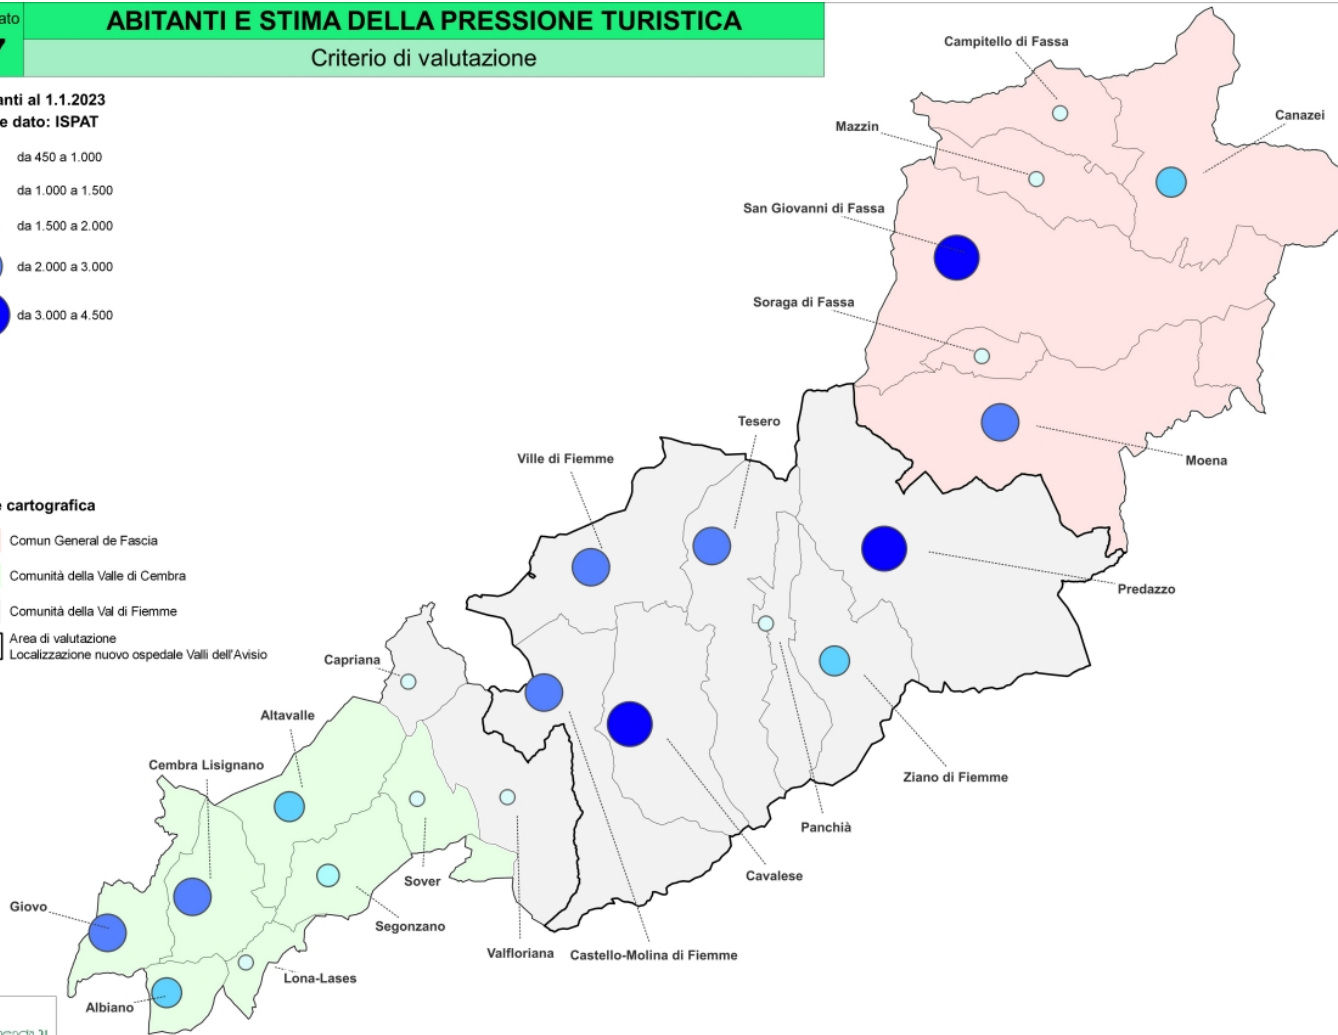 ato
7
ABITANTI E STIMA DELLA PRESSIONE TURISTICA
Criterio di valutazione
anti al 1.1.2023
e dato: ISPAT
da 450 a 1.000
da 1.000 a 1.500
da 1.500 a 2.000
da 2.000 a 3.000
da 3.000 a 4.500
Campitello di Fassa
Canazei
Mazzin
San Giovanni di Fassa
Soraga di Fassa
Tesero
Moena
Ville di Fiemme
Predazzo
e cartografica
Comun General de Fascia
Comunità della Valle di Cembra
Comunità della Val di Fiemme
Area di valutazione
Localizzazione nuovo ospedale Valli dell'Avisio
Capriana
Altavalle
Cembra Lisignano
Ziano di Fiemme
Panchià
Cavalese
Sover
Giovo
Segonzano
Valfloriana
Castello-Molina di Fiemme
Lona-Lases
Albiano